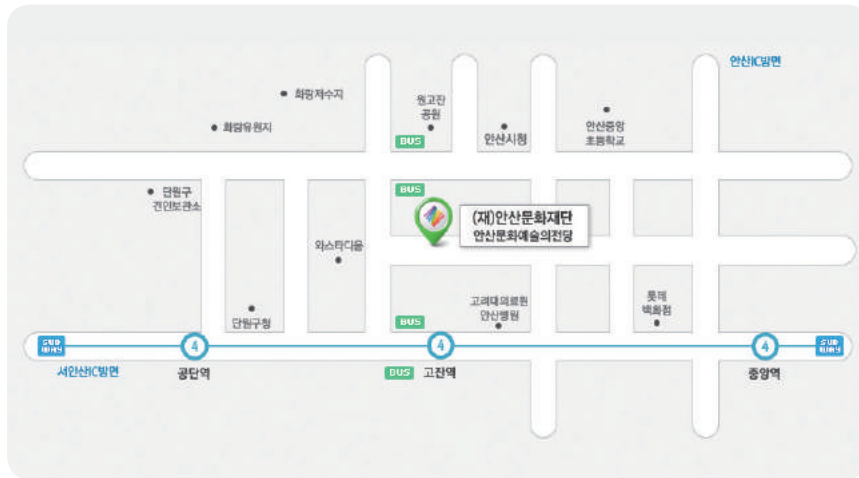 안산IC방면
화랑저수지
원고잔
공원
화랑유원지
안산시청
안산중앙
초등학교
BUS
BUS
단원구
견인보관소
(재)안산문화재단
안산문화예술의전당
와스타디움
고려대의료원
안산병원
롯데
백화점
단원구청
BUS
SUB
WAY
4
4
4
SUB
WAY
서안산IC방면
공단역
BUS 고잔역
중앙역